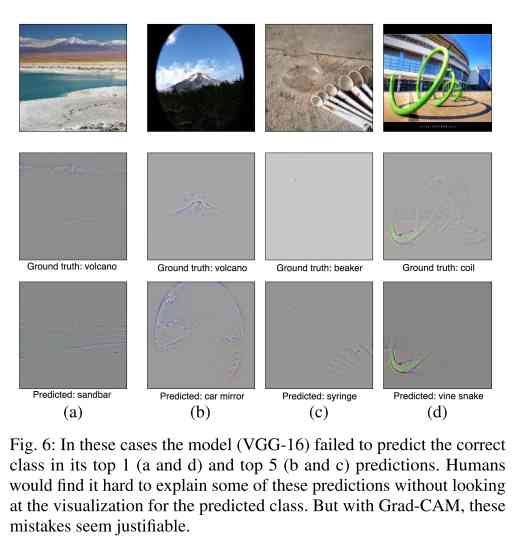 Ground truth: volcano
Ground truth: volcano
Ground truth: beaker
Ground truth: coil
Predicted: sandbar
Predicted: car mirror
Predicted: syringe
Predicted: vine snake
(a)
(b)
(c)
(d)
Fig. 6: In these cases the model (VGG-16) failed to predict the correct
class in its top 1 (a and d) and top 5 (b and c) predictions. Humans
would find it hard to explain some of these predictions without looking
at the visualization for the predicted class. But with Grad-CAM, these
mistakes seem justifiable.